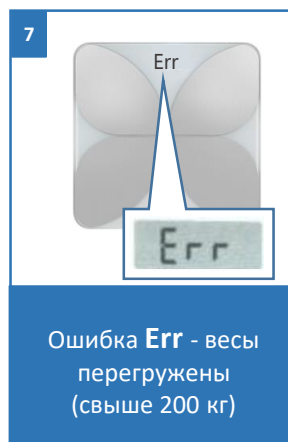 7
Err
Err
Ошибка Err - весы
перегружены
(свыше 200 кг)